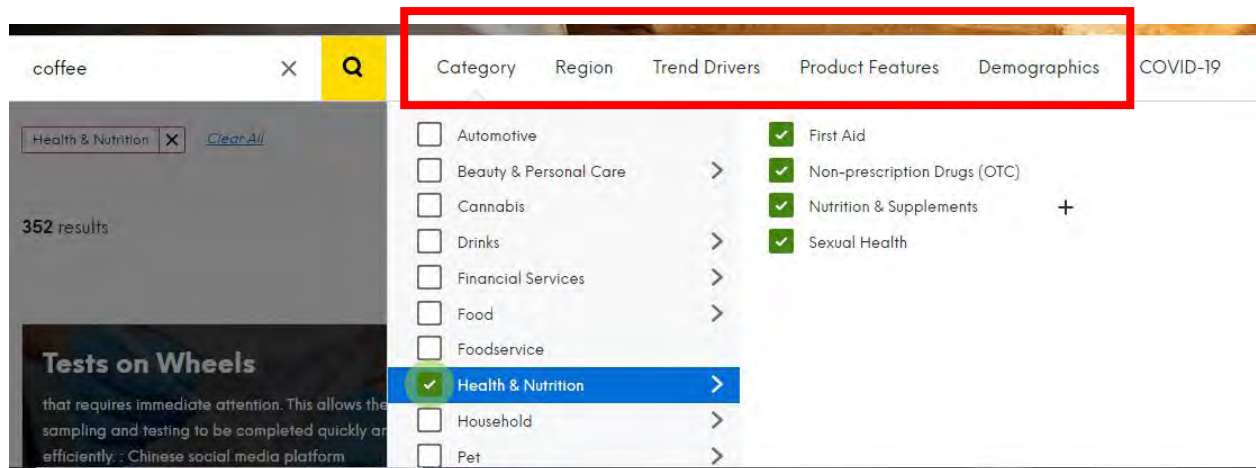 coffee
Category Region Trend Drivers Product Features Demographics COVID-19
Health & Nutrition Clear All
352 results
Tests on Wheels
that requires immediate attention. This allows the
sampling and testing to be completed quickly an
efficiently. : Chinese social media platform
Automotive
Beauty & Personal Care
Cannabis
Drinks
Financial Services
Food
Foodservice
Health & Nutrition
Household
Pet
First Aid
Non-prescription Drugs (OTC)
Nutrition & Supplements
Sexual Health